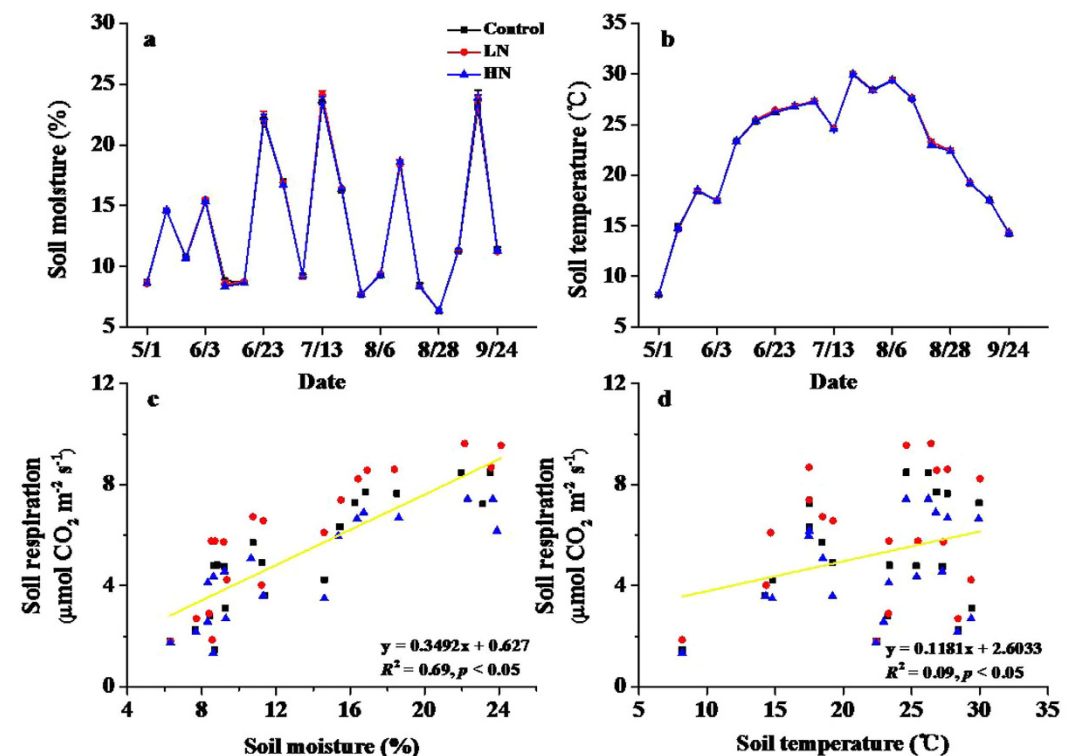 a
Control
LN
HN
30
25
20
15
10
5
Soil moisture (%)
5/1 6/3 6/23 7/13 8/6 8/28 9/24
Date
b
35
30
25
20
15
10
5
Soil temperature (℃)
5/1 6/3 6/23 7/13 8/6 8/28 9/24
Date
c
12
8
4
0
Soil respiration
(μmol CO₂ m⁻² s⁻¹)
y = 0.3492x + 0.627
R² = 0.69, p < 0.05
4 8 12 16 20 24
Soil moisture (%)
d
12
8
4
0
Soil respiration
(μmol CO₂ m⁻² s⁻¹)
y = 0.1181x + 2.6033
R² = 0.09, p < 0.05
5 10 15 20 25 30 35
Soil temperature (℃)